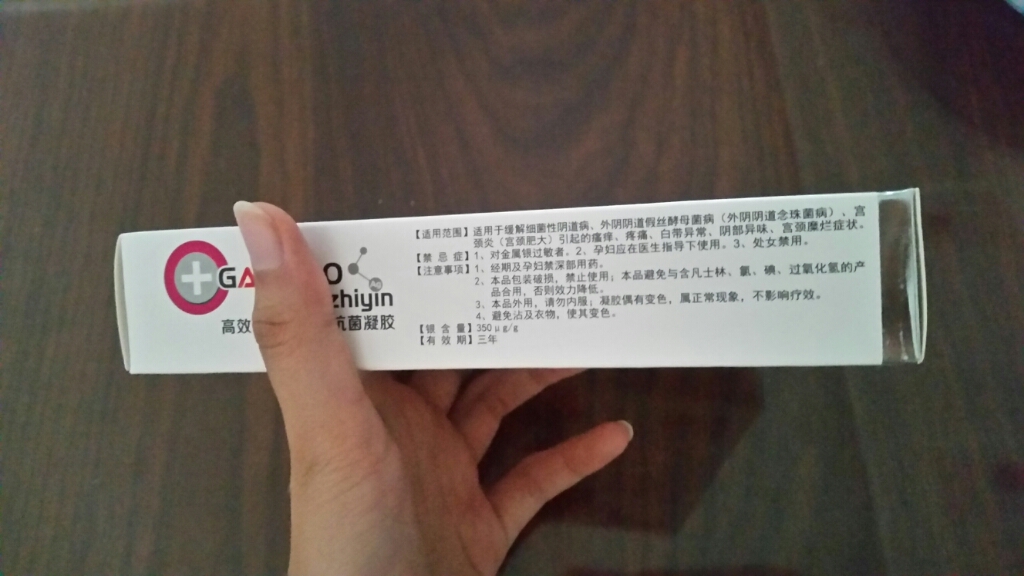 GA
O
Ag
zhiyin
高效
抗菌凝胶
【适用范围】适用于缓解细菌性阴道病、外阴阴道假丝酵母菌病（外阴阴道念珠菌病）、宫
颈炎（宫颈肥大）引起的瘙痒、疼痛、白带异常、阴部异味、宫颈糜烂症状。
【禁 忌 症】1、对金属银过敏者。2、孕妇应在医生指导下使用。3、处女禁用。
【注意事项】1、经期及孕妇禁深部用药。
2、本品包装破损，禁止使用；本品避免与含凡士林、氯、碘、过氧化氢的产
品合用，否则效力降低。
3、本品外用，请勿内服；凝胶偶有变色，属正常现象，不影响疗效。
4、避免沾及衣物，使其变色。
【银 含 量】350μg/g
【有 效 期】三年